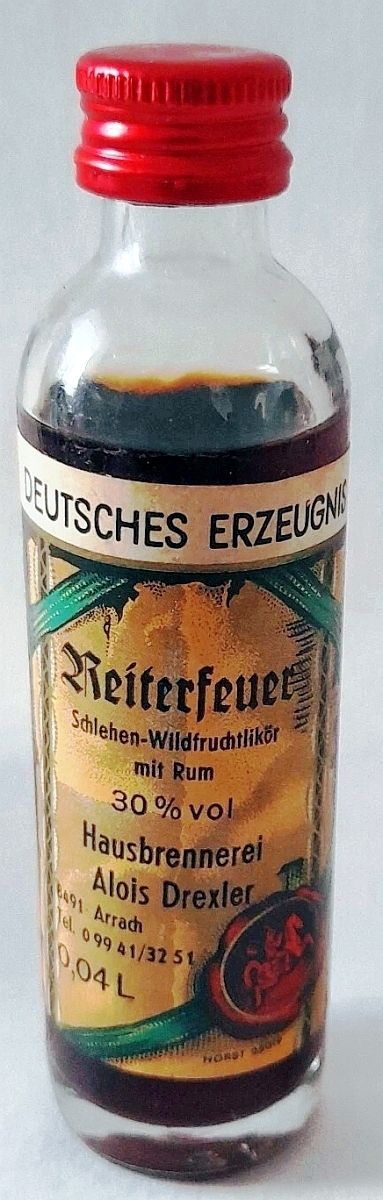 DEUTSCHES ERZEUGNIS
Reiterfeuer
Schlehen-Wildfruchtlikör
mit Rum
30 % vol
Hausbrennerei
Alois Drexler
8491 Arrach
Tel. 0 99 41/32 51
0,04 L
HORST